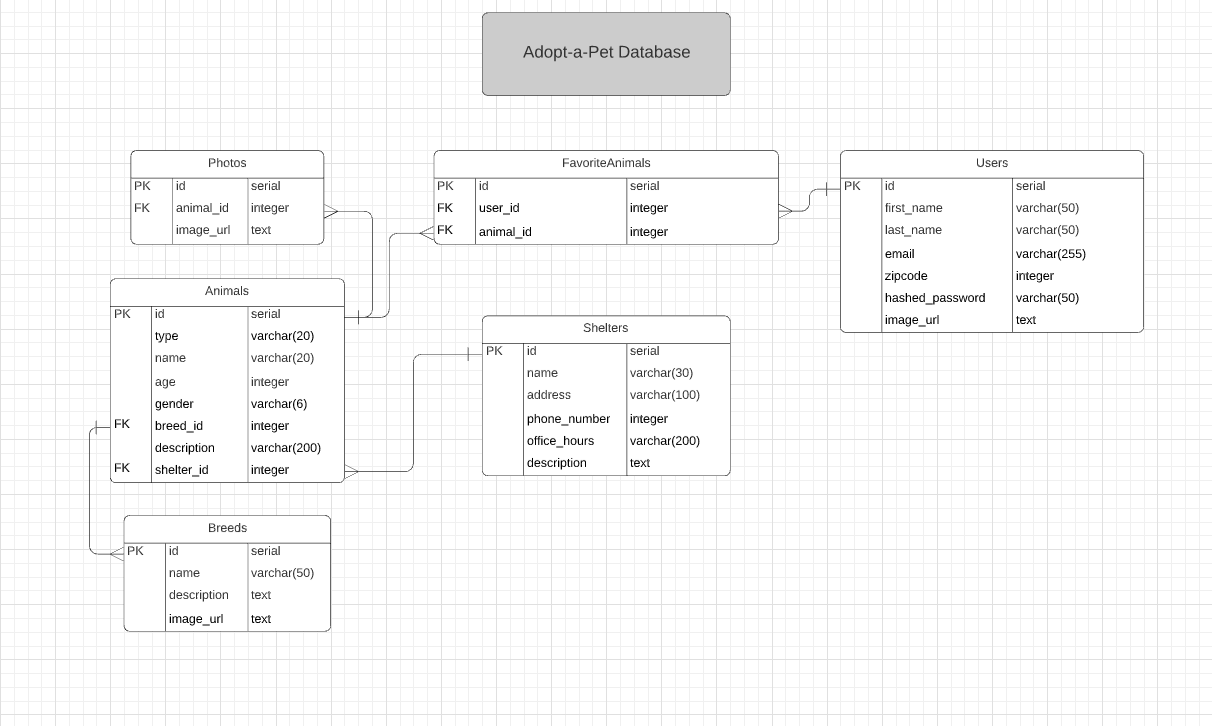 Adopt-a-Pet Database
Photos
PK id serial
FK animal_id integer
image_url text
FavoriteAnimals
PK id serial
FK user_id integer
FK animal_id integer
Users
PK id serial
first_name varchar(50)
last_name varchar(50)
email varchar(255)
zipcode integer
hashed_password varchar(50)
image_url text
Animals
PK id serial
type varchar(20)
name varchar(20)
age integer
gender varchar(6)
FK breed_id integer
description varchar(200)
FK shelter_id integer
Shelters
PK id serial
name varchar(30)
address varchar(100)
phone_number integer
office_hours varchar(200)
description text
Breeds
PK id serial
name varchar(50)
description text
image_url text